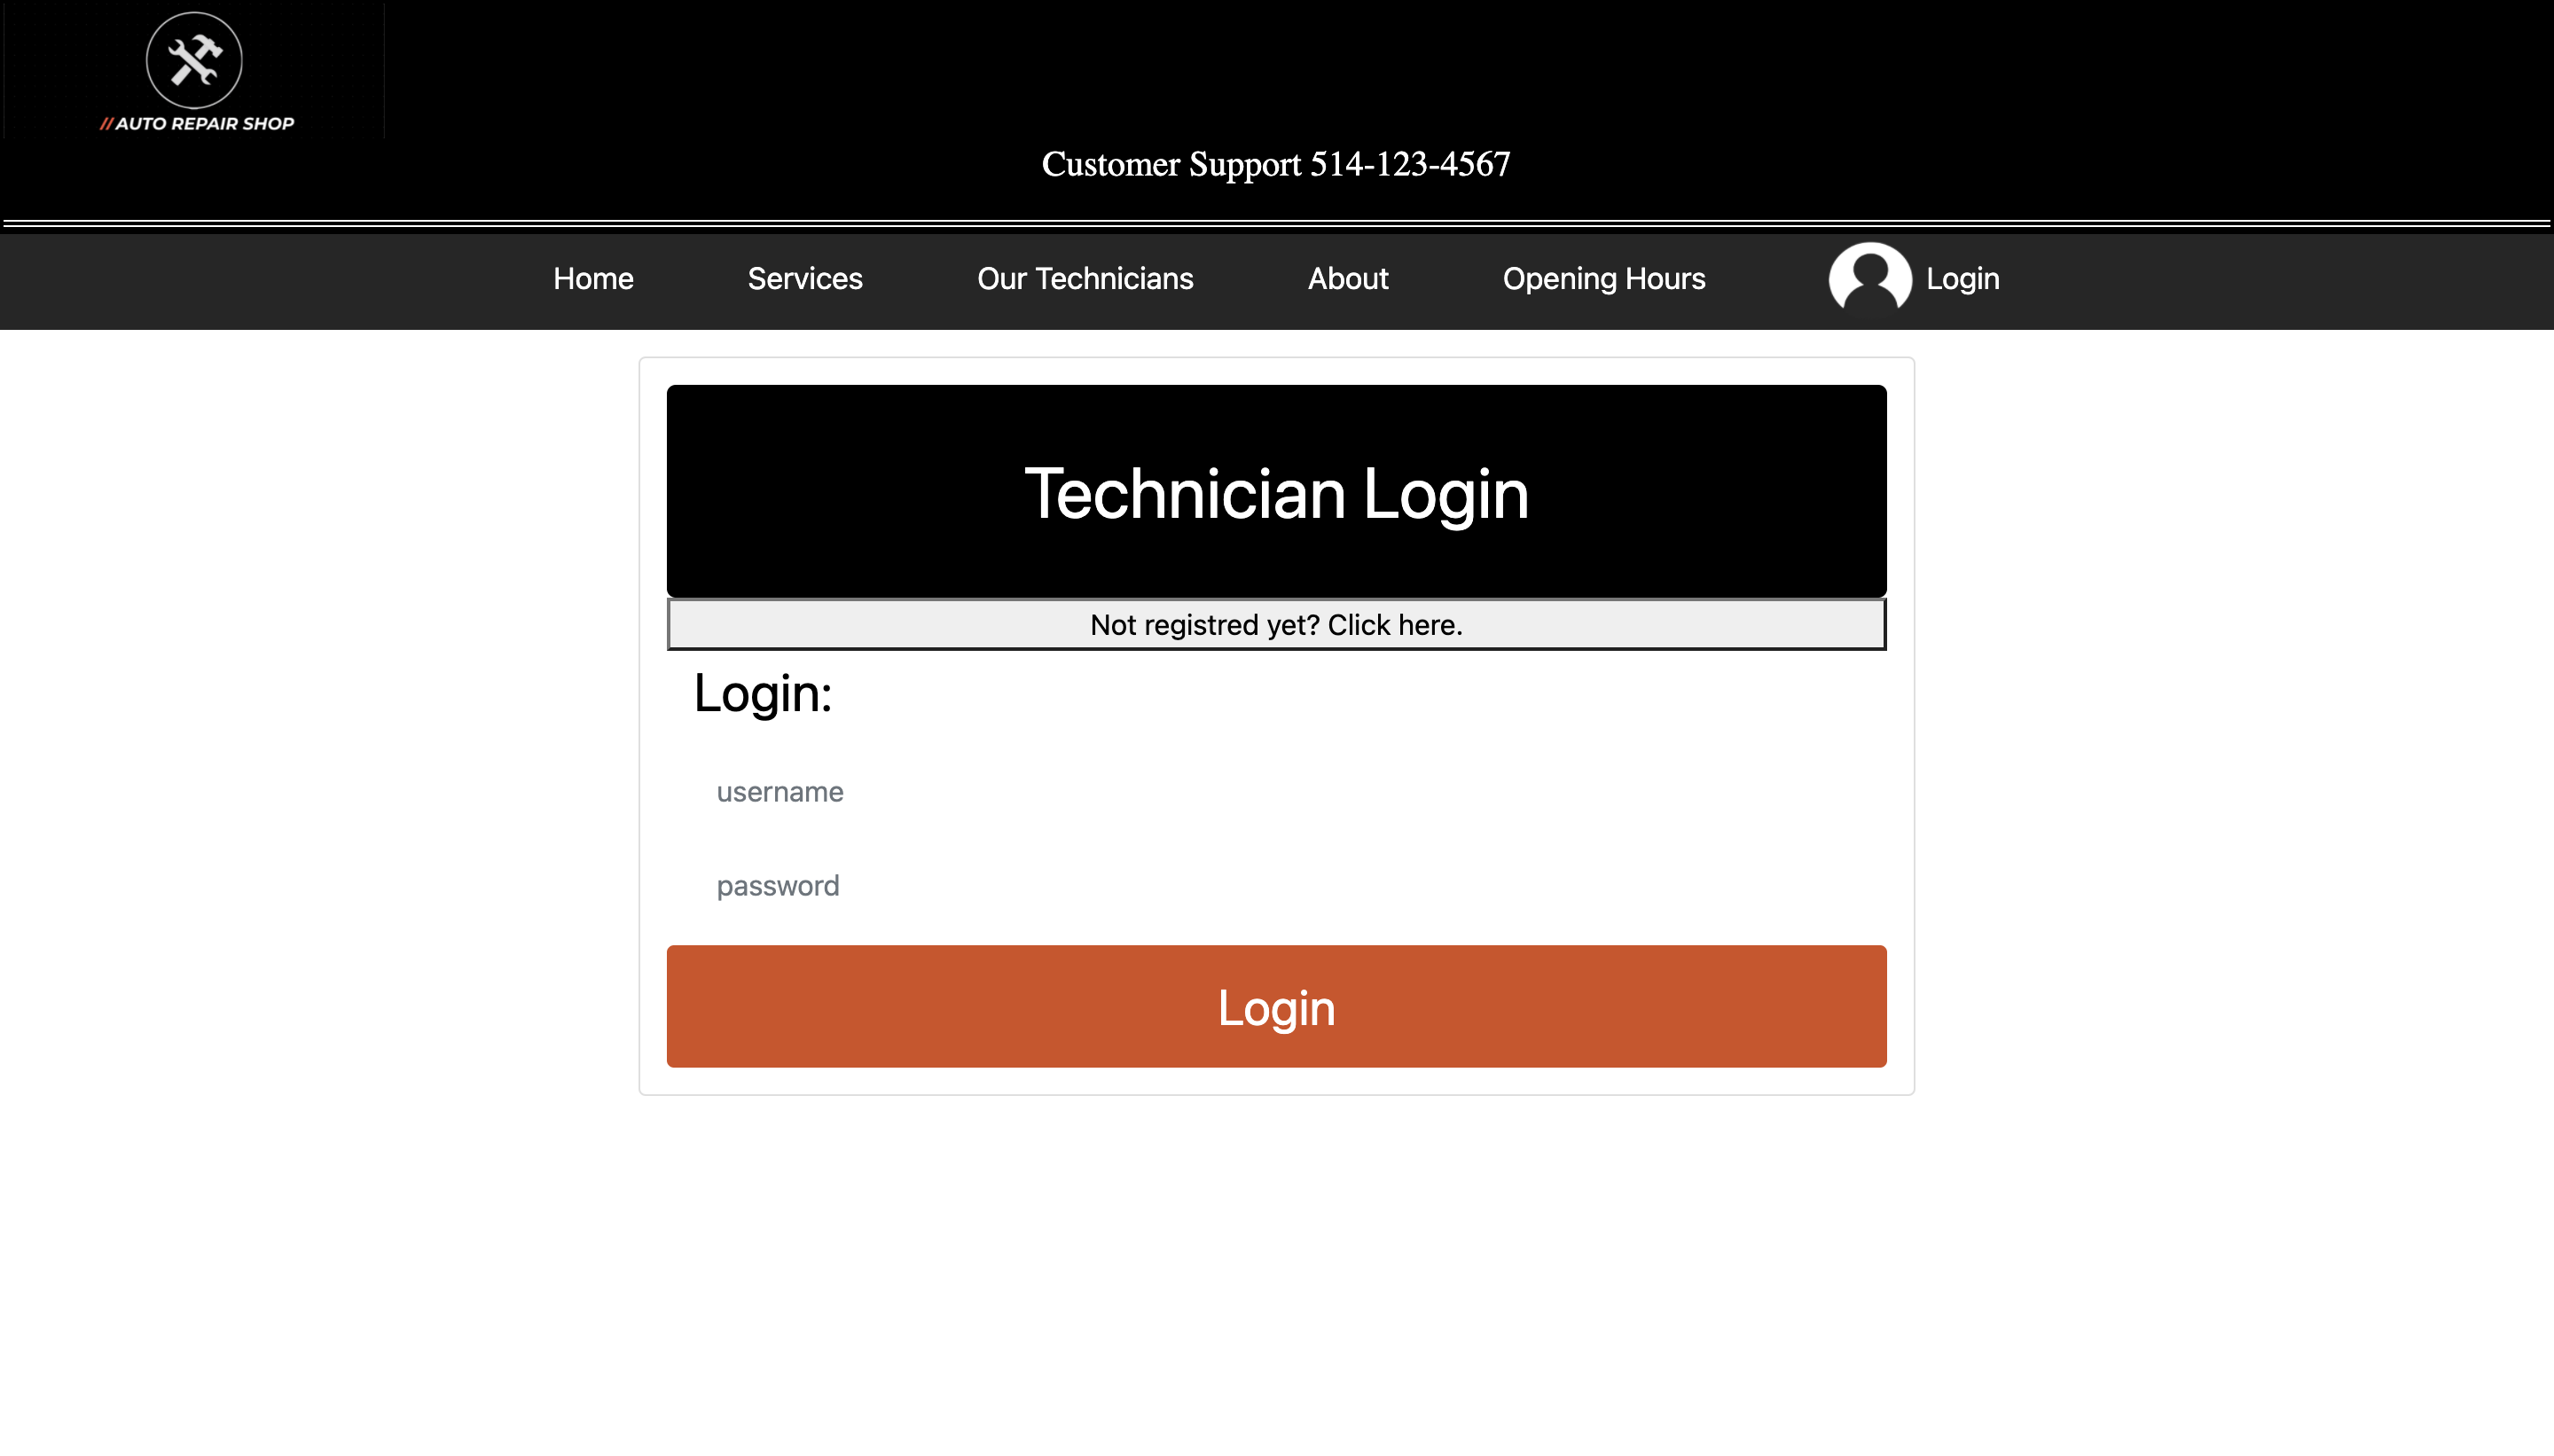 // AUTO REPAIR SHOP
Customer Support 514-123-4567
Home Services Our Technicians About Opening Hours Login
Technician Login
Not registred yet? Click here.
Login:
username
password
Login